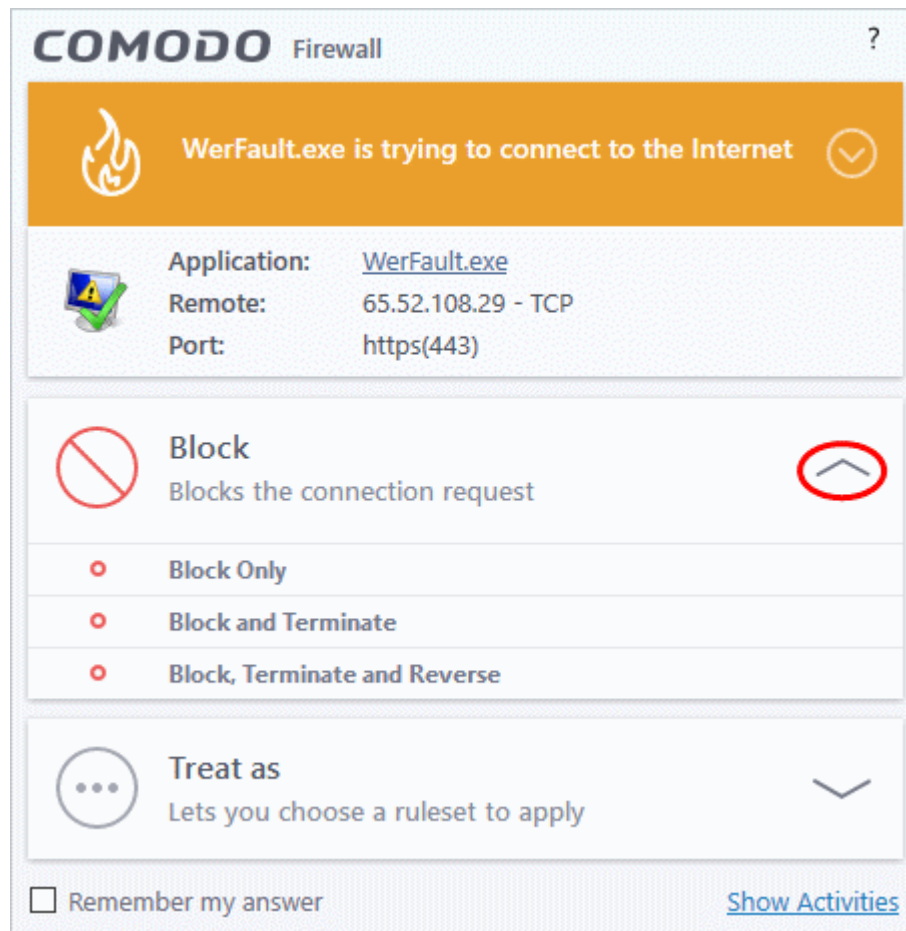 COMODO Firewall ?
WerFault.exe is trying to connect to the Internet
Application: WerFault.exe
Remote: 65.52.108.29 - TCP
Port: https(443)
Block
Blocks the connection request
Block Only
Block and Terminate
Block, Terminate and Reverse
Treat as
Lets you choose a ruleset to apply
Remember my answer Show Activities